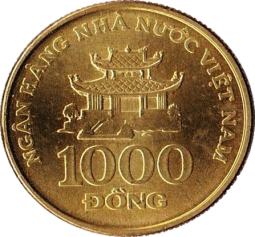 NGÂN HÀNG NHÀ NƯỚC VIỆT NAM
1000
ĐỒNG